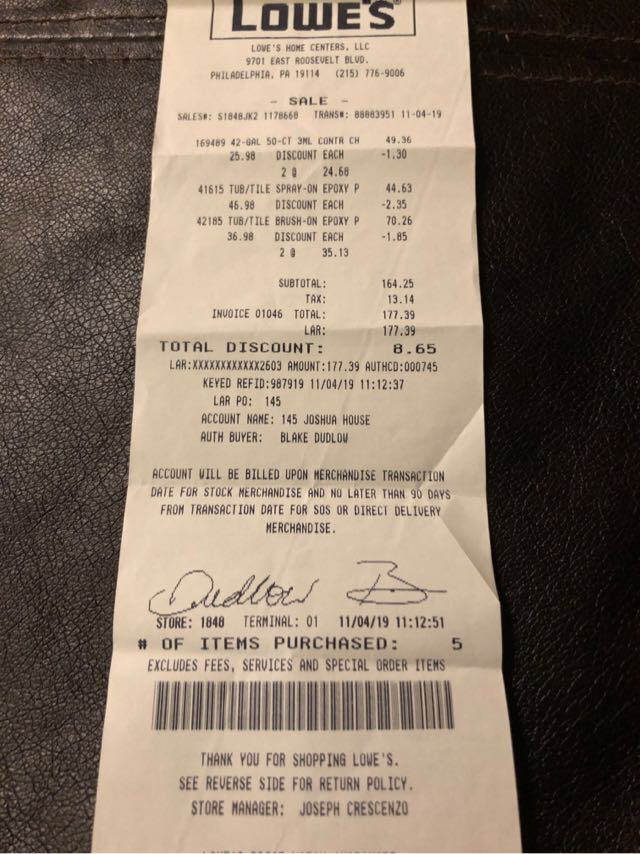 LOWE'S
LOWE'S HOME CENTERS, LLC
9701 EAST ROOSEVELT BLVD.
PHILADELPHIA, PA 19114 (215) 776-9006
- SALE -
SALES#: S1848JK2 1178668 TRANS#: 88883951 11-04-19
169489 42-GAL 50-CT 3ML CONTR CH 49.36
25.98 DISCOUNT EACH -1.30
2 @ 24.68
41615 TUB/TILE SPRAY-ON EPOXY P 44.63
46.98 DISCOUNT EACH -2.35
42185 TUB/TILE BRUSH-ON EPOXY P 70.26
36.98 DISCOUNT EACH -1.85
2 @ 35.13
SUBTOTAL: 164.25
TAX: 13.14
INVOICE 01046 TOTAL: 177.39
LAR: 177.39
TOTAL DISCOUNT: 8.65
LAR:XXXXXXXXXXXX2603 AMOUNT:177.39 AUTHCD:000745
KEYED REFID:987919 11/04/19 11:12:37
LAR PO: 145
ACCOUNT NAME: 145 JOSHUA HOUSE
AUTH BUYER: BLAKE DUDLOW
ACCOUNT WILL BE BILLED UPON MERCHANDISE TRANSACTION
DATE FOR STOCK MERCHANDISE AND NO LATER THAN 90 DAYS
FROM TRANSACTION DATE FOR SOS OR DIRECT DELIVERY
MERCHANDISE.
Dudlow B
STORE: 1848 TERMINAL: 01 11/04/19 11:12:51
# OF ITEMS PURCHASED: 5
EXCLUDES FEES, SERVICES AND SPECIAL ORDER ITEMS
THANK YOU FOR SHOPPING LOWE'S.
SEE REVERSE SIDE FOR RETURN POLICY.
STORE MANAGER: JOSEPH CRESCENZO